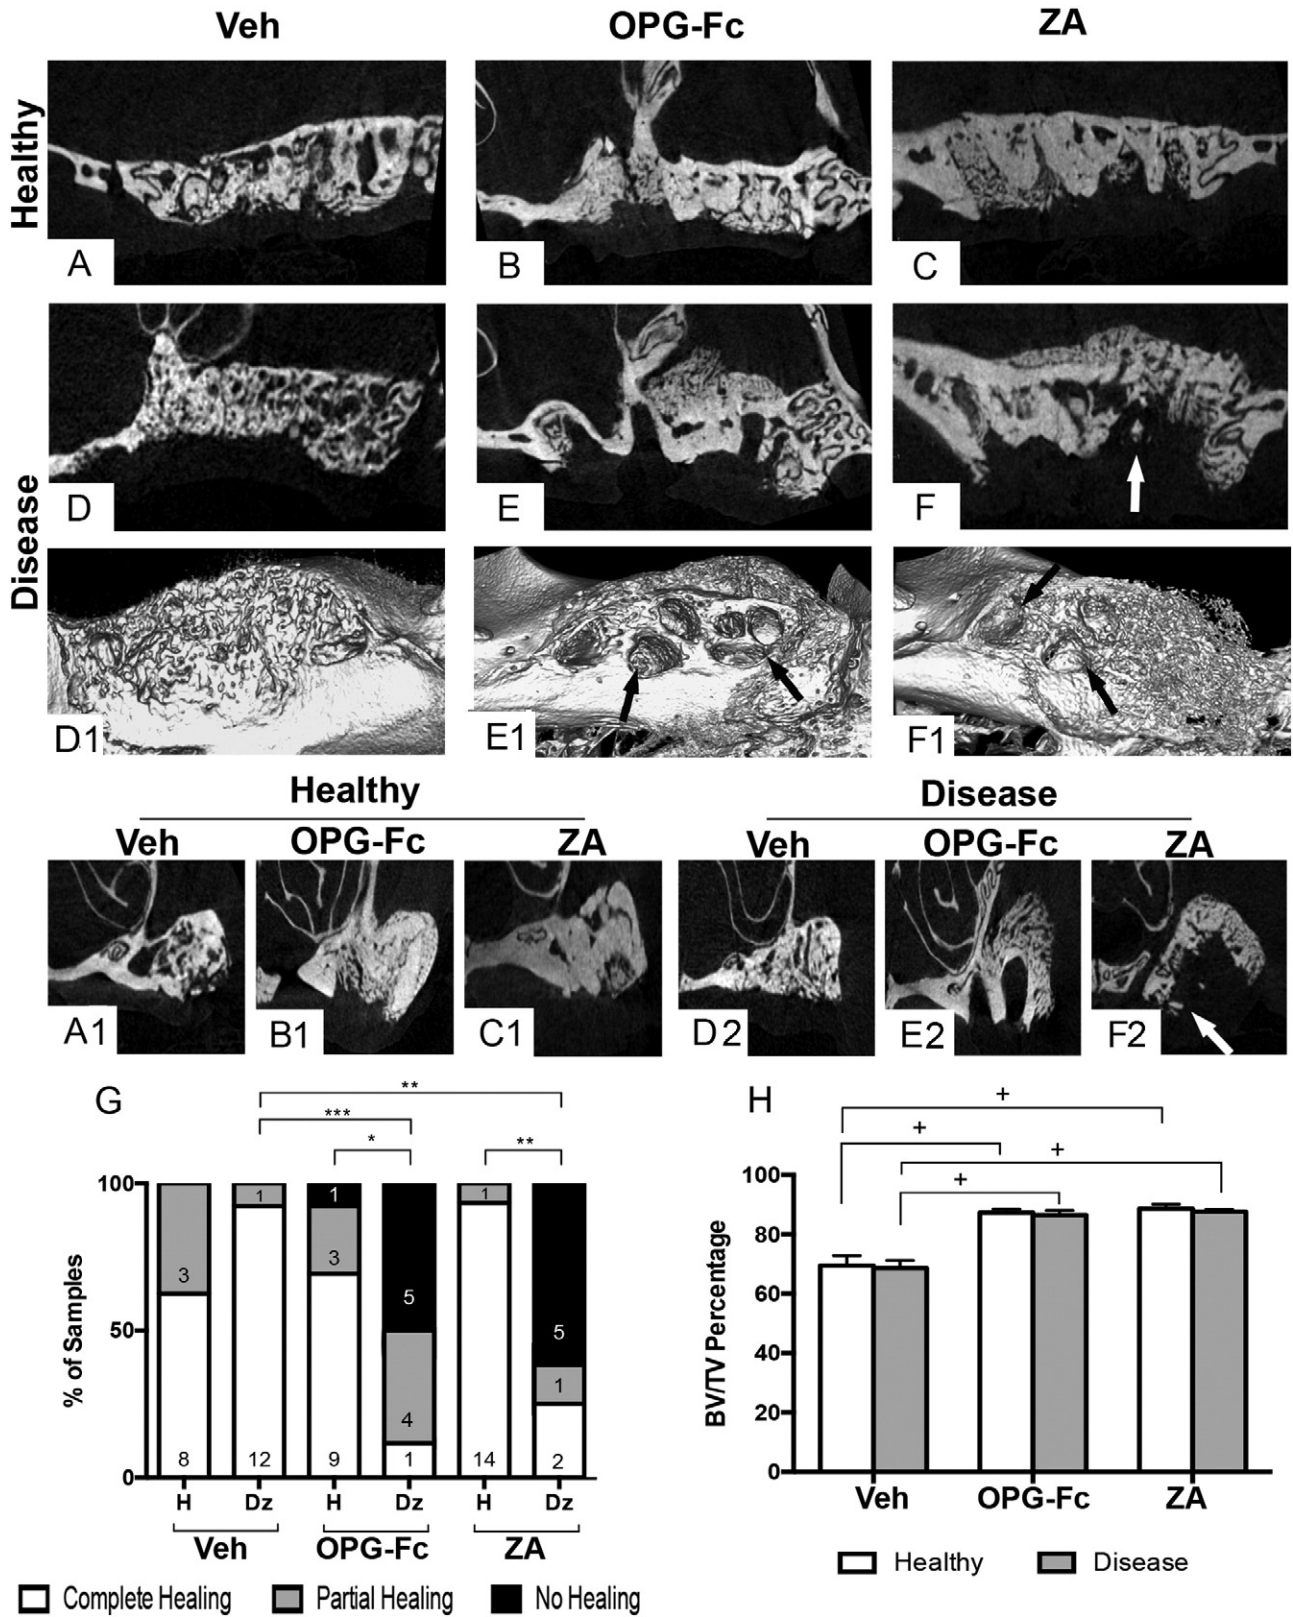 Veh OPG-Fc ZA
Healthy
A B C
Disease
D E F
D1 E1 F1
Healthy Disease
Veh OPG-Fc ZA Veh OPG-Fc ZA
A1 B1 C1 D2 E2 F2
G
**
***
* **
% of Samples
100
50
0
3 1 1 3 5 4 1 5 1
8 12 9 1 14 2
H Dz H Dz H Dz
Veh OPG-Fc ZA
Complete Healing Partial Healing No Healing
H
+
+
+
+
BV/TV Percentage
100
80
60
40
20
0
Veh OPG-Fc ZA
Healthy Disease